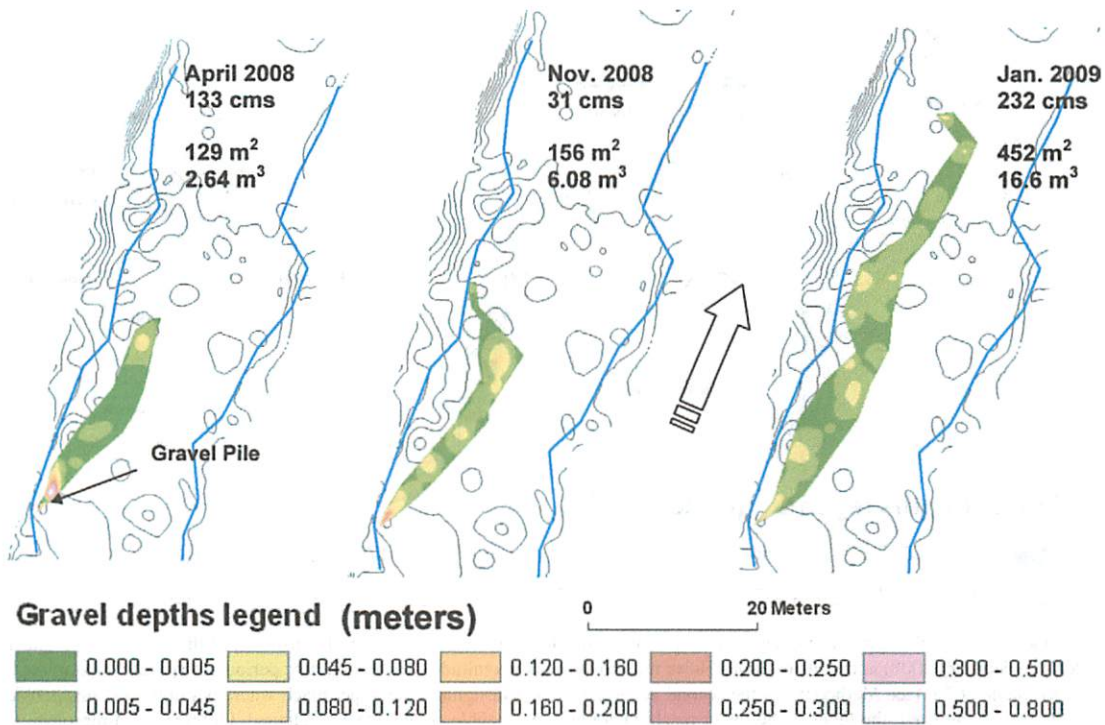 April 2008
133 cms
129 m²
2.64 m³
Nov. 2008
31 cms
156 m²
6.08 m³
Jan. 2009
232 cms
452 m²
16.6 m³
Gravel Pile
Gravel depths legend (meters)
0 20 Meters
0.000 - 0.005 0.045 - 0.080 0.120 - 0.160 0.200 - 0.250 0.300 - 0.500
0.005 - 0.045 0.080 - 0.120 0.160 - 0.200 0.250 - 0.300 0.500 - 0.800